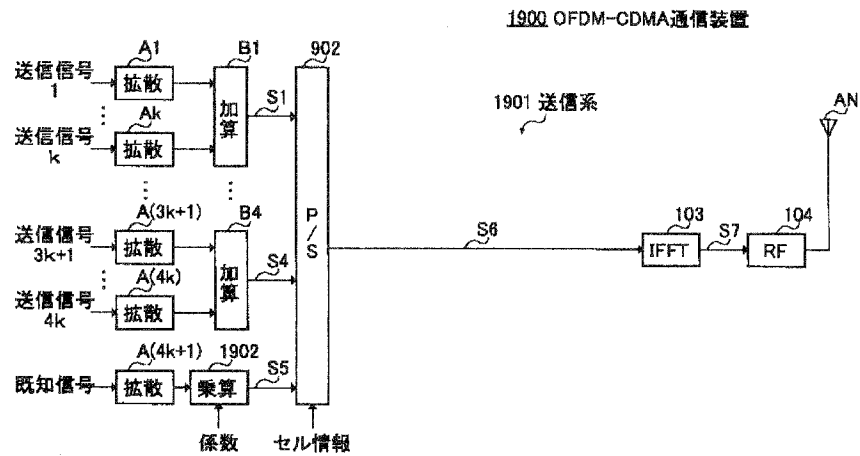 1900 OFDM-CDMA通信装置
A1
B1
902
送信信号
1
拡散
加算
S1
1901 送信系
AN
Ak
送信信号
k
拡散
P/S
A(3k+1)
B4
送信信号
3k+1
拡散
加算
S4
S6
103
IFFT
S7
104
RF
A(4k)
送信信号
4k
拡散
A(4k+1)
1902
S5
既知信号
拡散
乗算
係数
セル情報